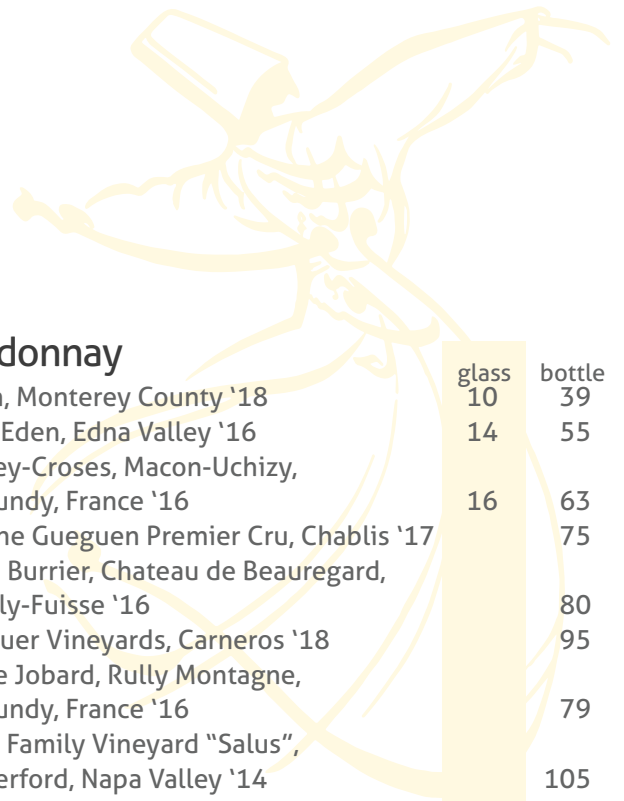 donnay
glass bottle
, Monterey County ‘18 10 39
Eden, Edna Valley ‘16 14 55
ey-Croses, Macon-Uchizy,
undy, France ‘16 16 63
ne Gueguen Premier Cru, Chablis ‘17 75
Burrier, Chateau de Beauregard,
ly-Fuisse ‘16 80
uer Vineyards, Carneros ‘18 95
e Jobard, Rully Montagne,
undy, France ‘16 79
Family Vineyard “Salus”,
erford, Napa Valley ‘14 105